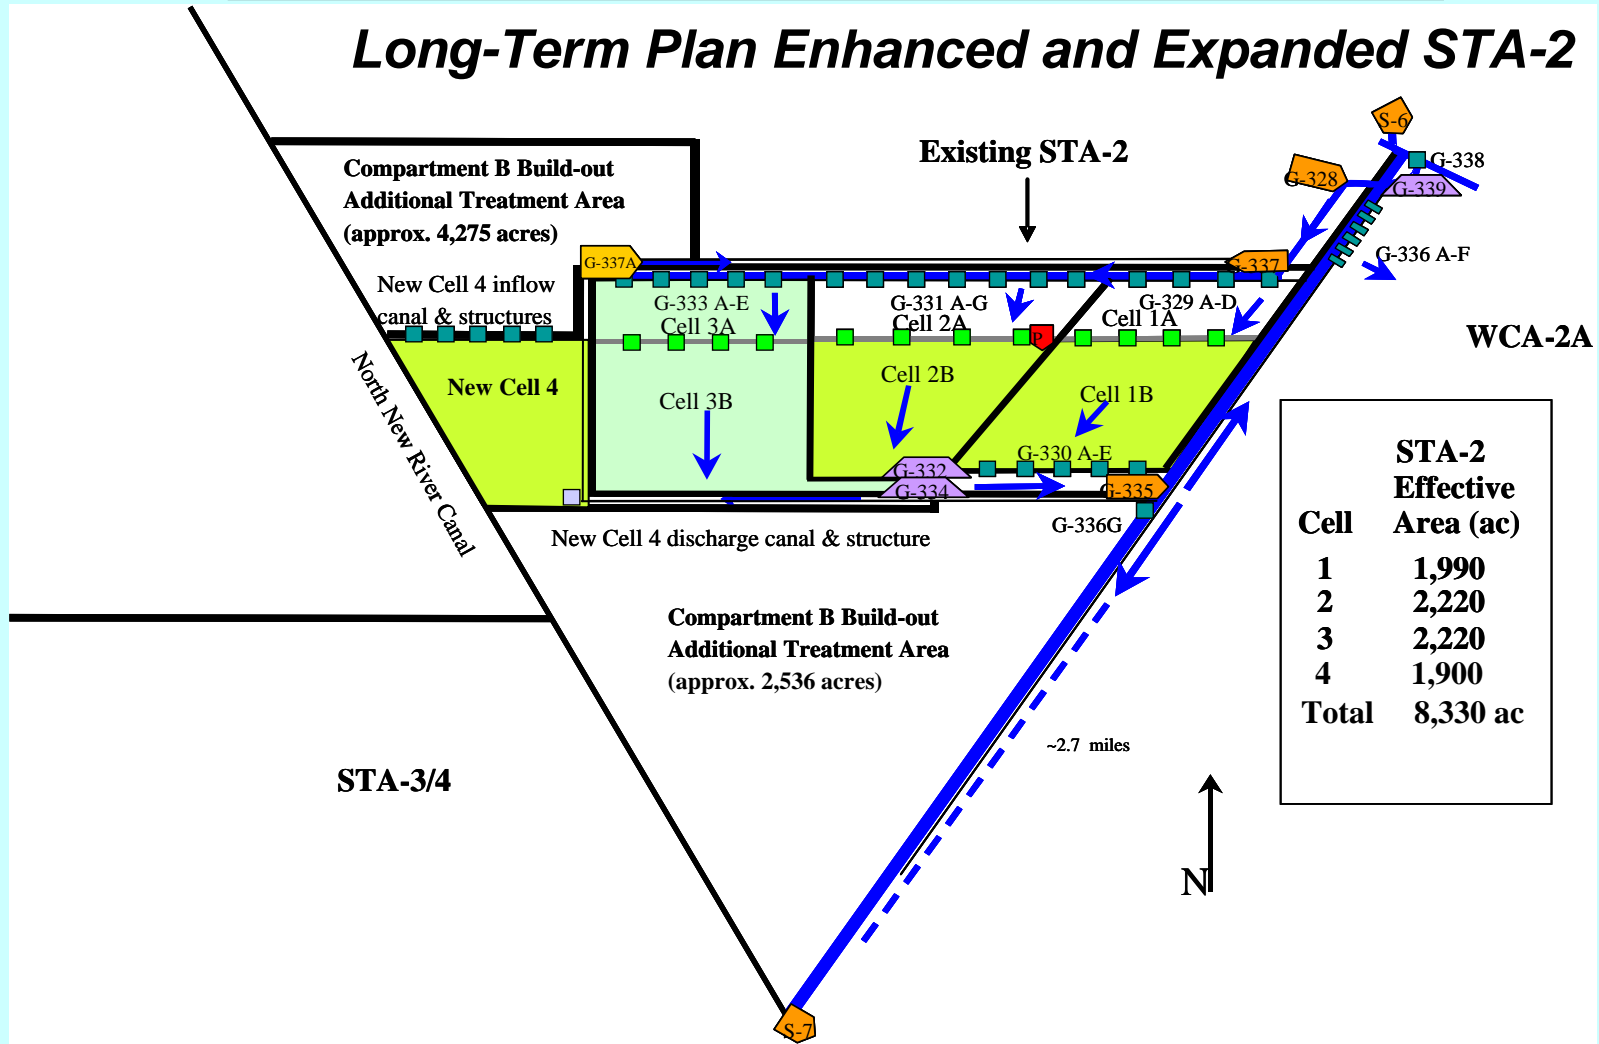 Long-Term Plan Enhanced and Expanded STA-2
S-6
Existing STA-2
G-338
G-328
G-339
Compartment B Build-out
Additional Treatment Area
(approx. 4,275 acres)
G-336 A-F
G-337A
G-337
New Cell 4 inflow
canal & structures
G-333 A-E
Cell 3A
G-331 A-G
Cell 2A
G-329 A-D
Cell 1A
P
WCA-2A
North New River Canal
New Cell 4
Cell 3B
Cell 2B
Cell 1B
G-330 A-E
G-332
G-334
G-335
G-336G
New Cell 4 discharge canal & structure
STA-2
Effective
Cell Area (ac)
1 1,990
2 2,220
3 2,220
4 1,900
Total 8,330 ac
Compartment B Build-out
Additional Treatment Area
(approx. 2,536 acres)
~2.7 miles
STA-3/4
N
S-7